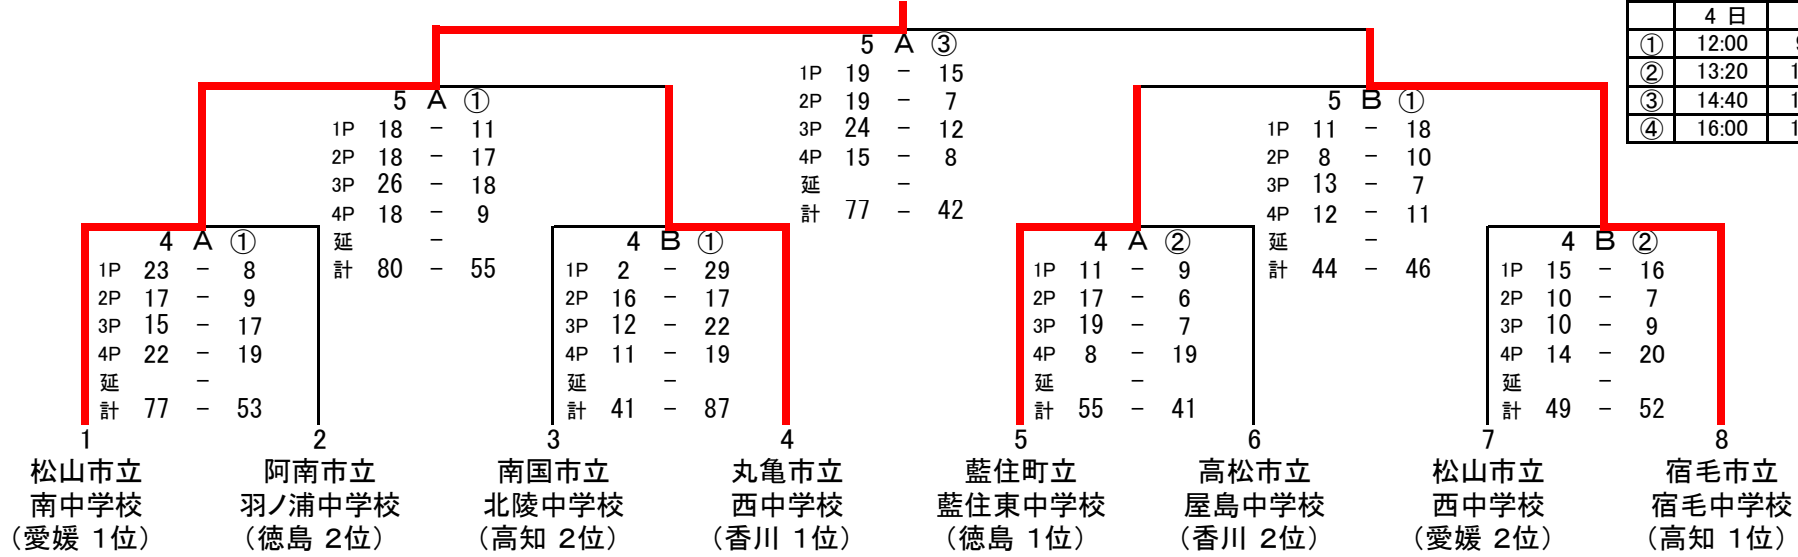 4 日
① 12:00 9
② 13:20 1
③ 14:40 1
④ 16:00 1
5 A ③
1P 19 - 15
2P 19 - 7
3P 24 - 12
4P 15 - 8
延 -
計 77 - 42
5 A ①
1P 18 - 11
2P 18 - 17
3P 26 - 18
4P 18 - 9
延 -
計 80 - 55
5 B ①
1P 11 - 18
2P 8 - 10
3P 13 - 7
4P 12 - 11
延 -
計 44 - 46
4 A ①
1P 23 - 8
2P 17 - 9
3P 15 - 17
4P 22 - 19
延 -
計 77 - 53
4 B ①
1P 2 - 29
2P 16 - 17
3P 12 - 22
4P 11 - 19
延 -
計 41 - 87
4 A ②
1P 11 - 9
2P 17 - 6
3P 19 - 7
4P 8 - 19
延 -
計 55 - 41
4 B ②
1P 15 - 16
2P 10 - 7
3P 10 - 9
4P 14 - 20
延 -
計 49 - 52
1
松山市立
南中学校
（愛媛 1位）
2
阿南市立
羽ノ浦中学校
（徳島 2位）
3
南国市立
北陵中学校
（高知 2位）
4
丸亀市立
西中学校
（香川 1位）
5
藍住町立
藍住東中学校
（徳島 1位）
6
高松市立
屋島中学校
（香川 2位）
7
松山市立
西中学校
（愛媛 2位）
8
宿毛市立
宿毛中学校
（高知 1位）